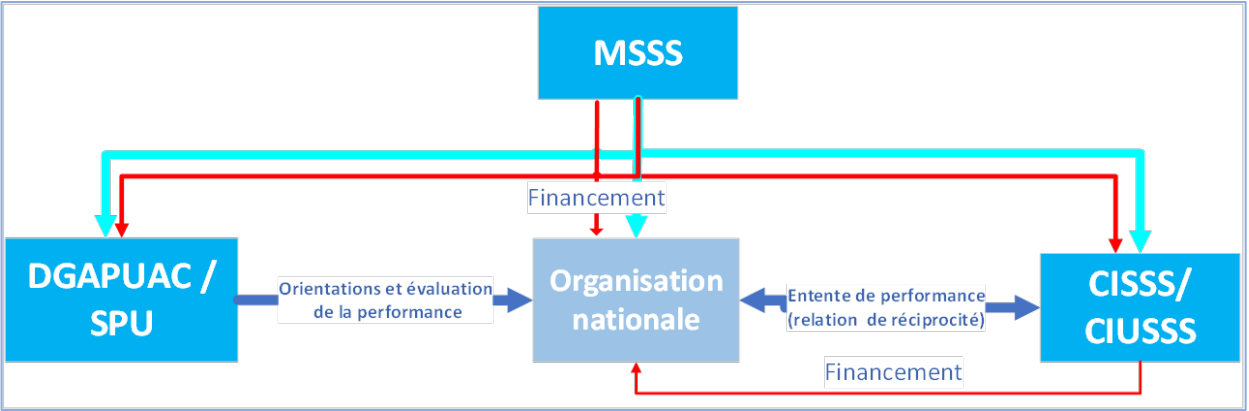 MSSS
Financement
DGAPUAC /
SPU
Orientations et évaluation
de la performance
Organisation
nationale
Entente de performance
(relation de réciprocité)
CISSS/
CIUSSS
Financement